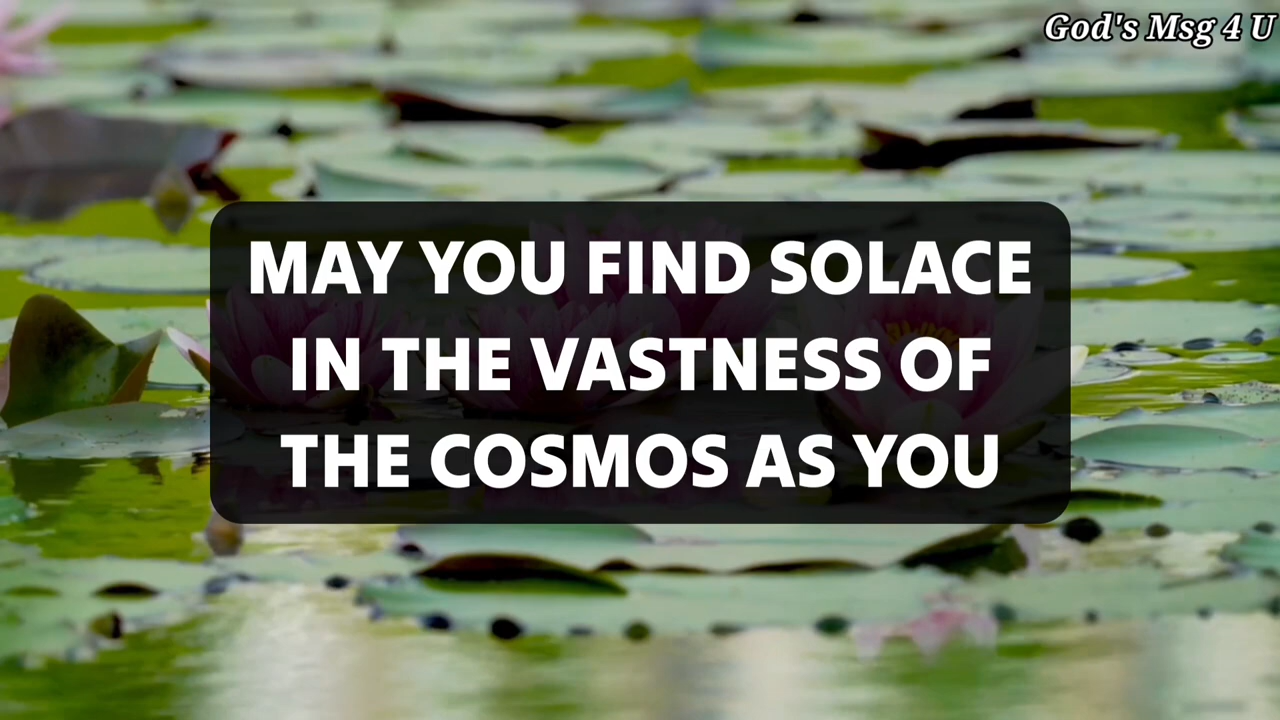 God's Msg 4 U
MAY YOU FIND SOLACE
IN THE VASTNESS OF
THE COSMOS AS YOU